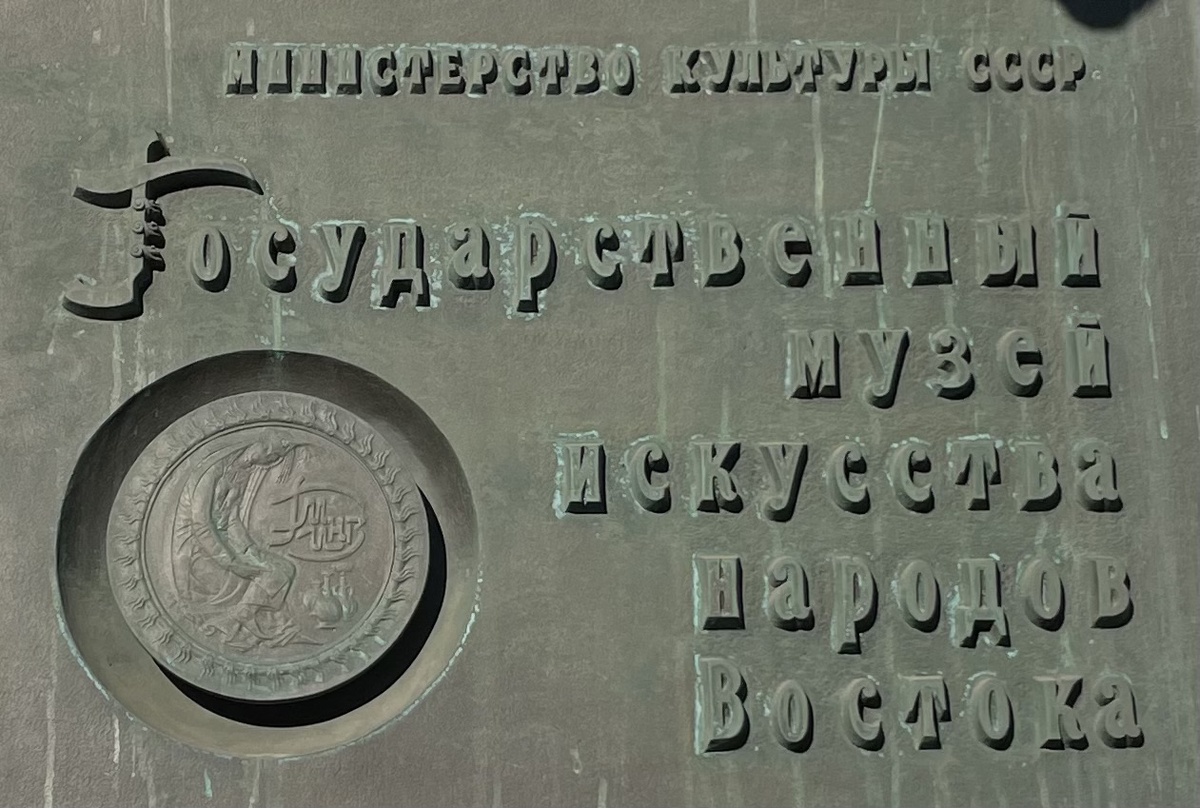 МИНИСТЕРСТВО КУЛЬТУРЫ СССР
Государственный
музей
искусства
народов
Востока